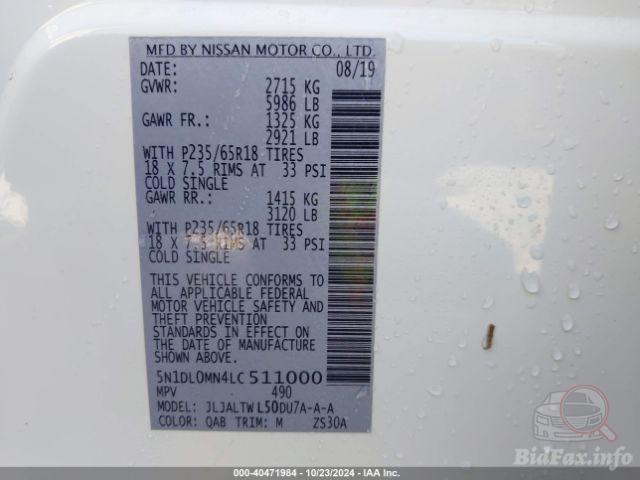 MFD BY NISSAN MOTOR CO., LTD.
DATE: 08/19
GVWR: 2715 KG
5986 LB
GAWR FR.: 1325 KG
2921 LB
WITH P235/65R18 TIRES
18 X 7.5 RIMS AT 33 PSI
COLD SINGLE
GAWR RR.: 1415 KG
3120 LB
WITH P235/65R18 TIRES
18 X 7.5 RIMS AT 33 PSI
COLD SINGLE
THIS VEHICLE CONFORMS TO
ALL APPLICABLE FEDERAL
MOTOR VEHICLE SAFETY AND
THEFT PREVENTION
STANDARDS IN EFFECT ON
THE DATE OF MANUFACTURE
SHOWN ABOVE.
5N1DL0MN4LC511000
MPV 490
MODEL: JLJALTWL50DU7A-A-A
COLOR: QAB TRIM: M ZS30A
BidFax.info
000-40471984 - 10/23/2024 - IAA Inc.